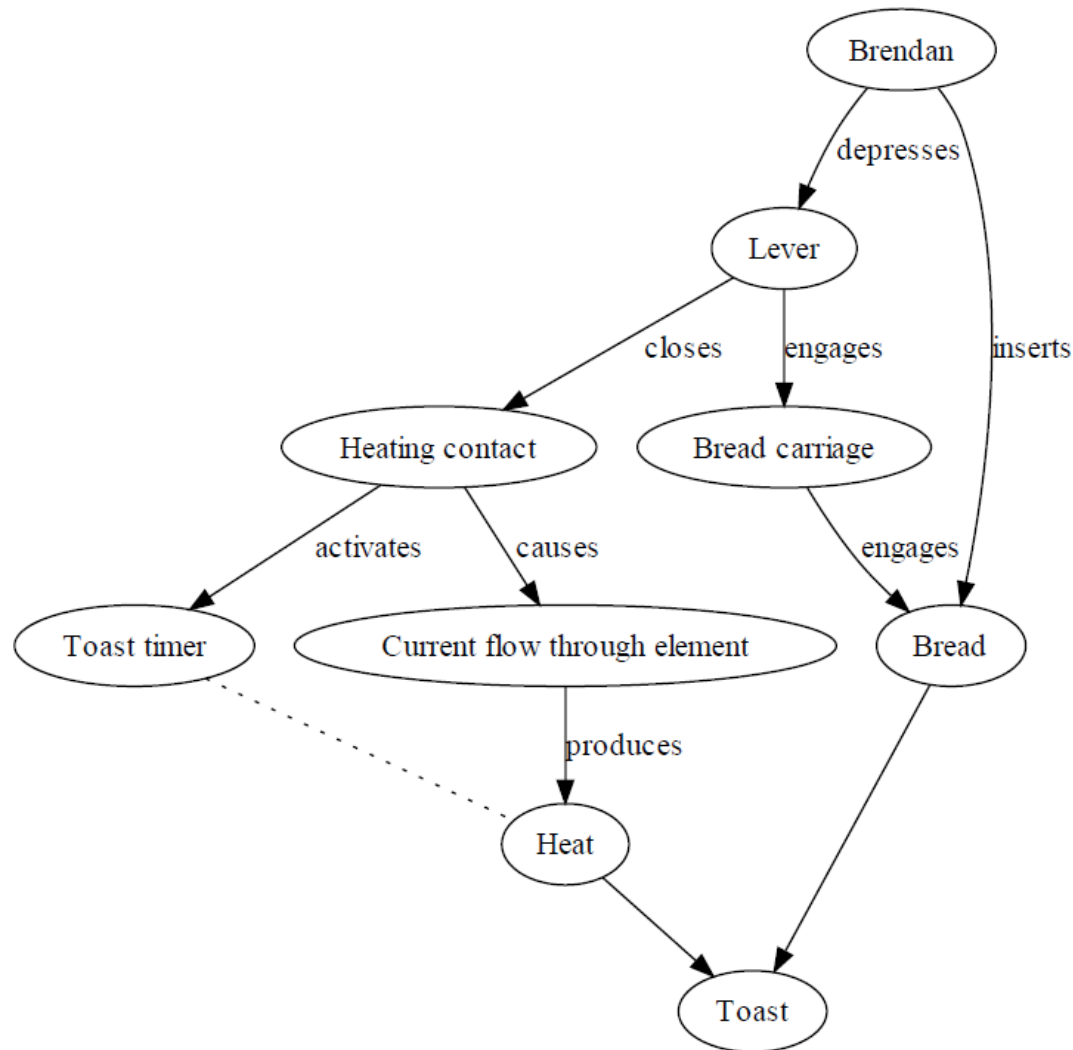 Brendan
depresses
Lever
closes
engages
inserts
Heating contact
Bread carriage
activates
causes
engages
Toast timer
Current flow through element
Bread
produces
Heat
Toast